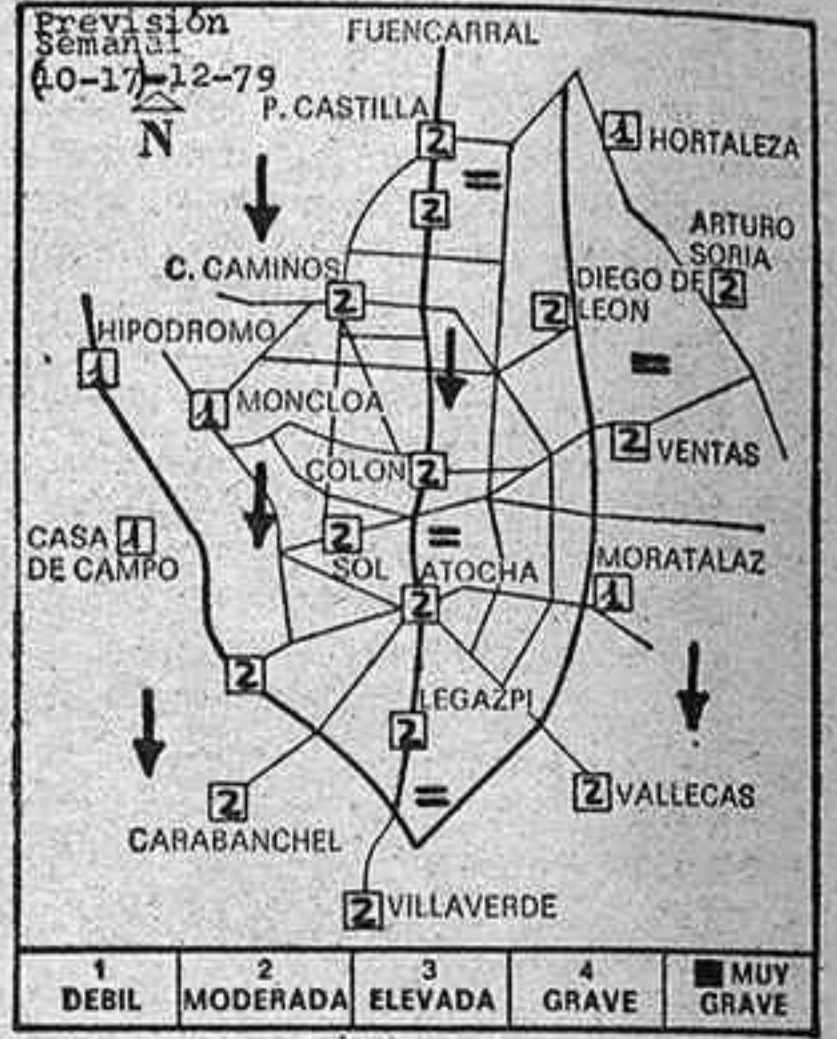 Previsión
Semanal
(10-17)-12-79
N
FUENCARRAL
P. CASTILLA
2
1 HORTALEZA
=
2
ARTURO
SORIA
2
C. CAMINOS
2
DIEGO DE
LEON
2
HIPODROMO
1
=
1 MONCLOA
COLON 2
2 VENTAS
CASA 1
DE CAMPO
2
SOL
=
ATOCHA
2
MORATALAZ
1
2
LEGAZPI
2
=
2
CARABANCHEL
2 VALLECAS
2 VILLAVERDE
1
DEBIL
2
MODERADA
3
ELEVADA
4
GRAVE
MUY
GRAVE